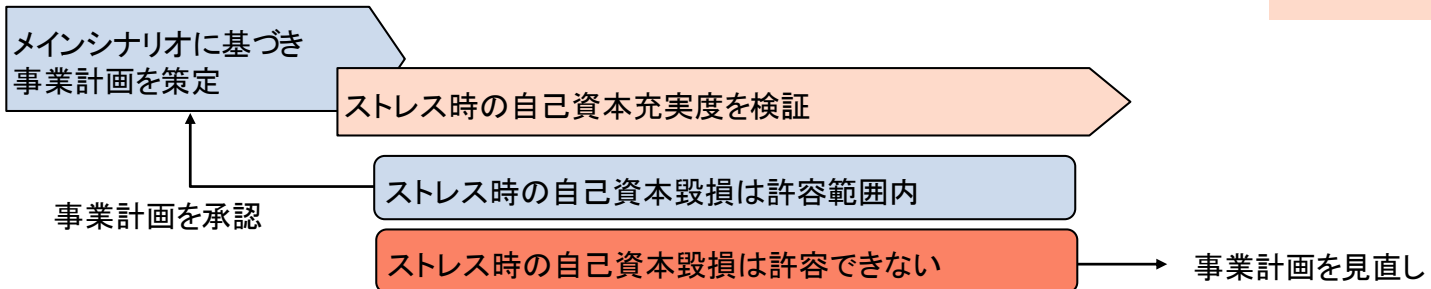 メインシナリオに基づき
事業計画を策定
ストレス時の自己資本充実度を検証
ストレス時の自己資本毀損は許容範囲内
事業計画を承認
ストレス時の自己資本毀損は許容できない
事業計画を見直し